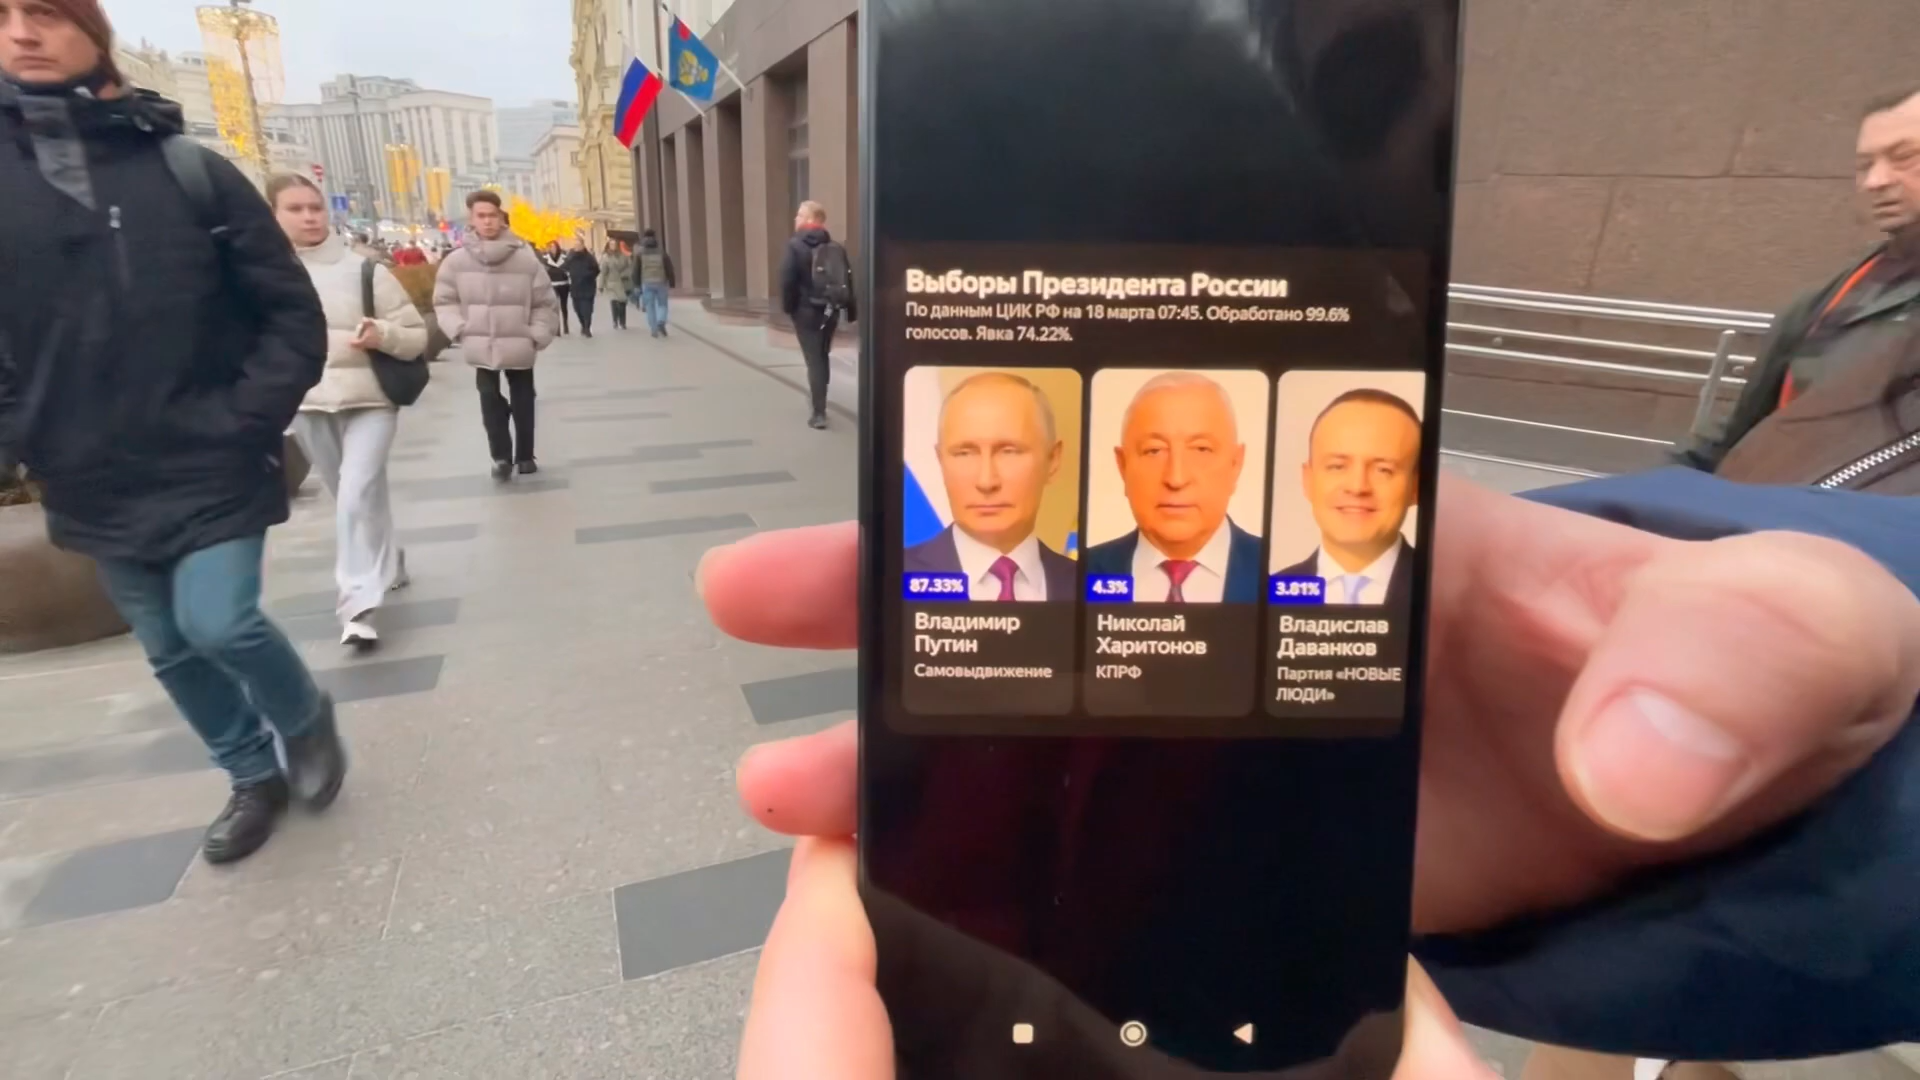 Выборы Президента России
По данным ЦИК РФ на 18 марта 07:45. Обработано 99.6%
голосов. Явка 74.22%.
87.33%
Владимир
Путин
Самовыдвижение
4.3%
Николай
Харитонов
КПРФ
3.81%
Владислав
Даванков
Партия «НОВЫЕ
ЛЮДИ»